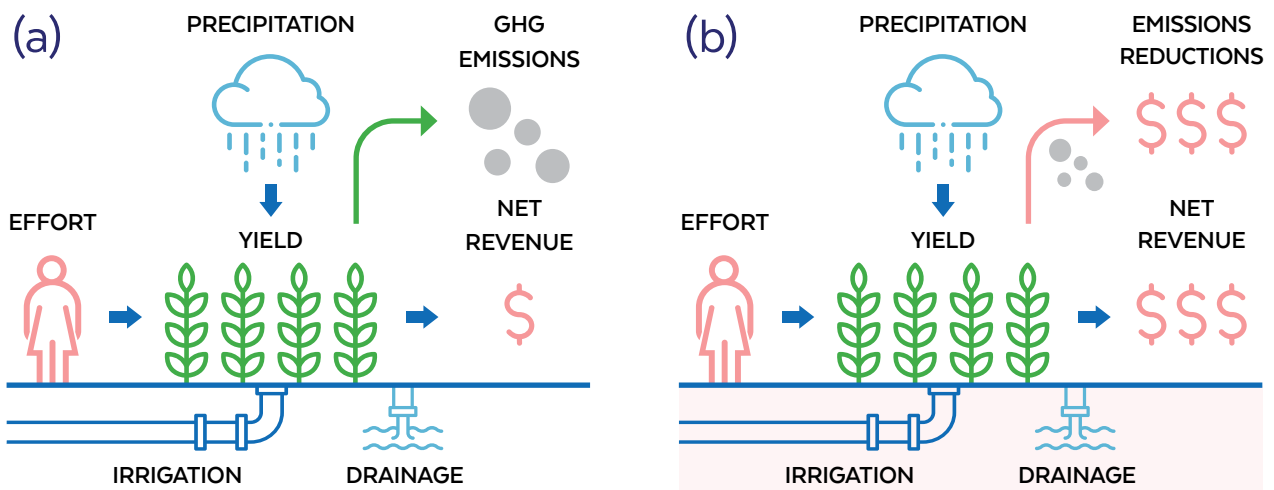 (a)
PRECIPITATION
GHG
EMISSIONS
EFFORT
YIELD
NET
REVENUE
$
IRRIGATION
DRAINAGE
(b)
PRECIPITATION
EMISSIONS
REDUCTIONS
$$$
EFFORT
YIELD
NET
REVENUE
$$$
IRRIGATION
DRAINAGE